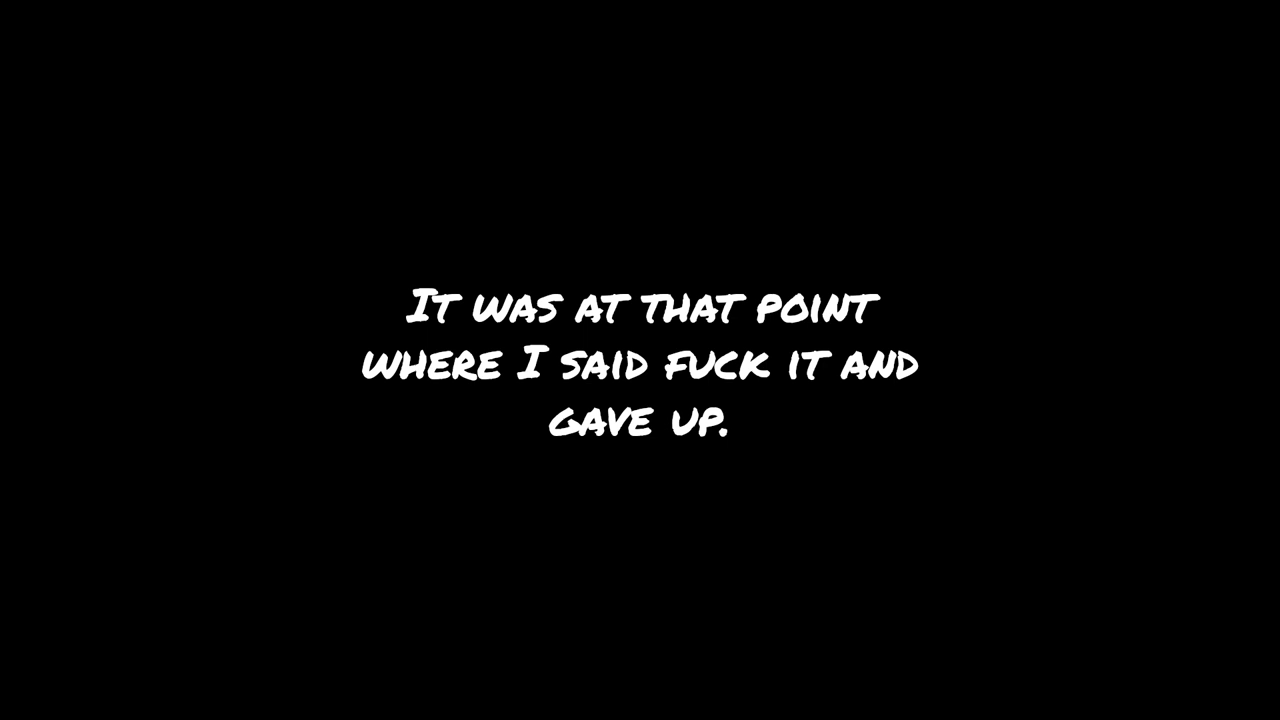 It was at that point
where I said fuck it and
gave up.